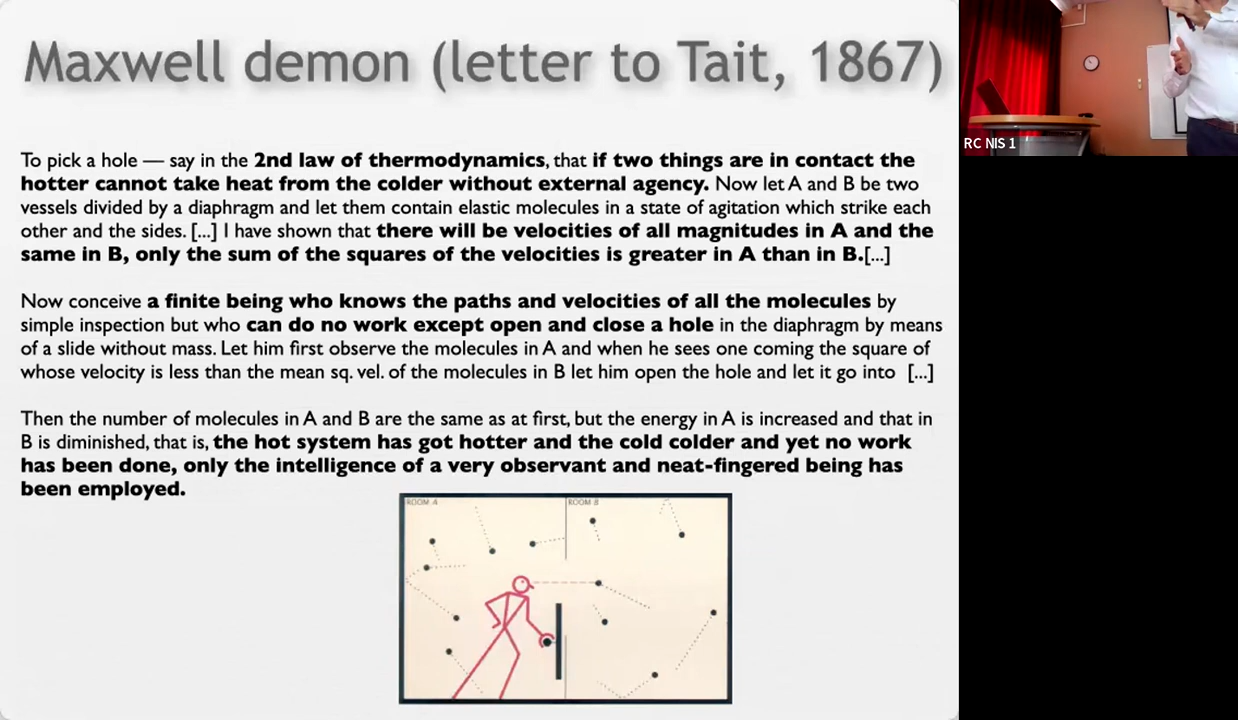 Maxwell demon (letter to Tait, 1867)
To pick a hole — say in the 2nd law of thermodynamics, that if two things are in contact the
hotter cannot take heat from the colder without external agency. Now let A and B be two
vessels divided by a diaphragm and let them contain elastic molecules in a state of agitation which strike each
other and the sides. [...] I have shown that there will be velocities of all magnitudes in A and the
same in B, only the sum of the squares of the velocities is greater in A than in B.[...]
Now conceive a finite being who knows the paths and velocities of all the molecules by
simple inspection but who can do no work except open and close a hole in the diaphragm by means
of a slide without mass. Let him first observe the molecules in A and when he sees one coming the square of
whose velocity is less than the mean sq. vel. of the molecules in B let him open the hole and let it go into [...]
Then the number of molecules in A and B are the same as at first, but the energy in A is increased and that in
B is diminished, that is, the hot system has got hotter and the cold colder and yet no work
has been done, only the intelligence of a very observant and neat-fingered being has
been employed.
ROOM A
ROOM B
RC NIS 1